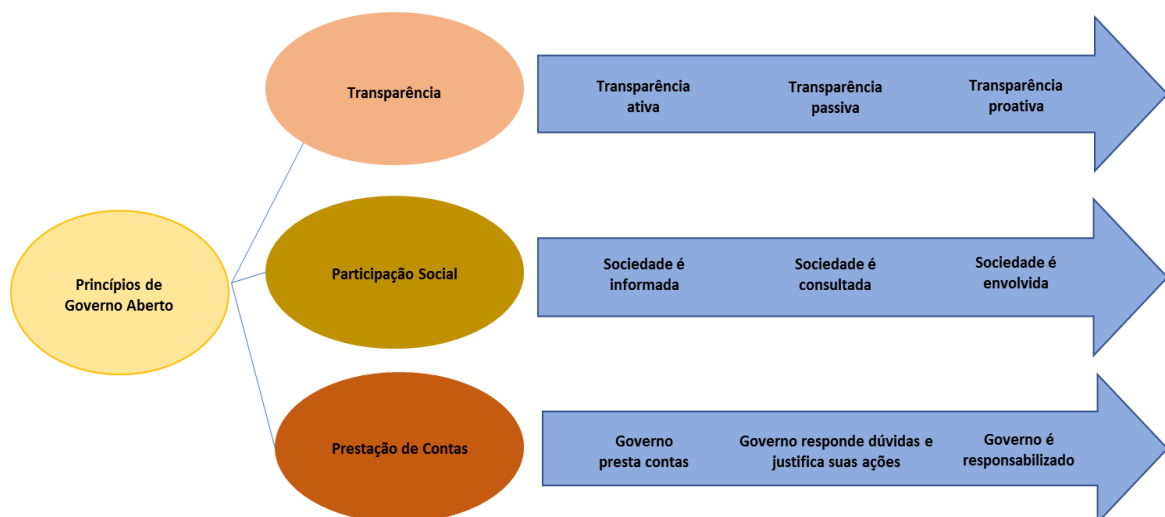 Princípios de
Governo Aberto
Transparência
Transparência
ativa
Transparência
passiva
Transparência
proativa
Participação Social
Sociedade é
informada
Sociedade é
consultada
Sociedade é
envolvida
Prestação de Contas
Governo
presta contas
Governo responde dúvidas e
justifica suas ações
Governo é
responsabilizado